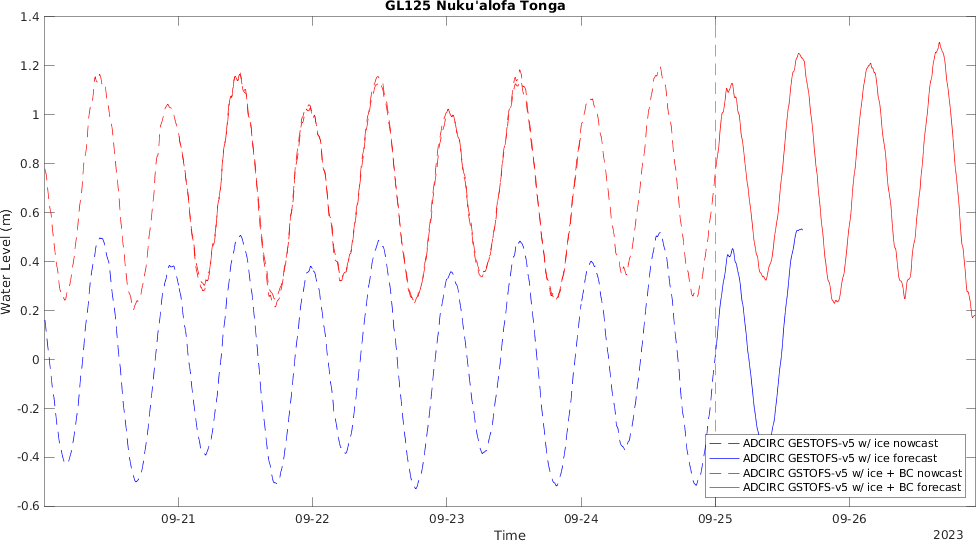 GL125 Nuku'alofa Tonga
1.4
1.2
1
0.8
0.6
0.4
0.2
0
-0.2
-0.4
-0.6
Water Level (m)
ADCIRC GESTOFS-v5 w/ ice nowcast
ADCIRC GESTOFS-v5 w/ ice forecast
ADCIRC GSTOFS-v5 w/ ice + BC nowcast
ADCIRC GSTOFS-v5 w/ ice + BC forecast
09-21 09-22 09-23 09-24 09-25 09-26
Time
2023